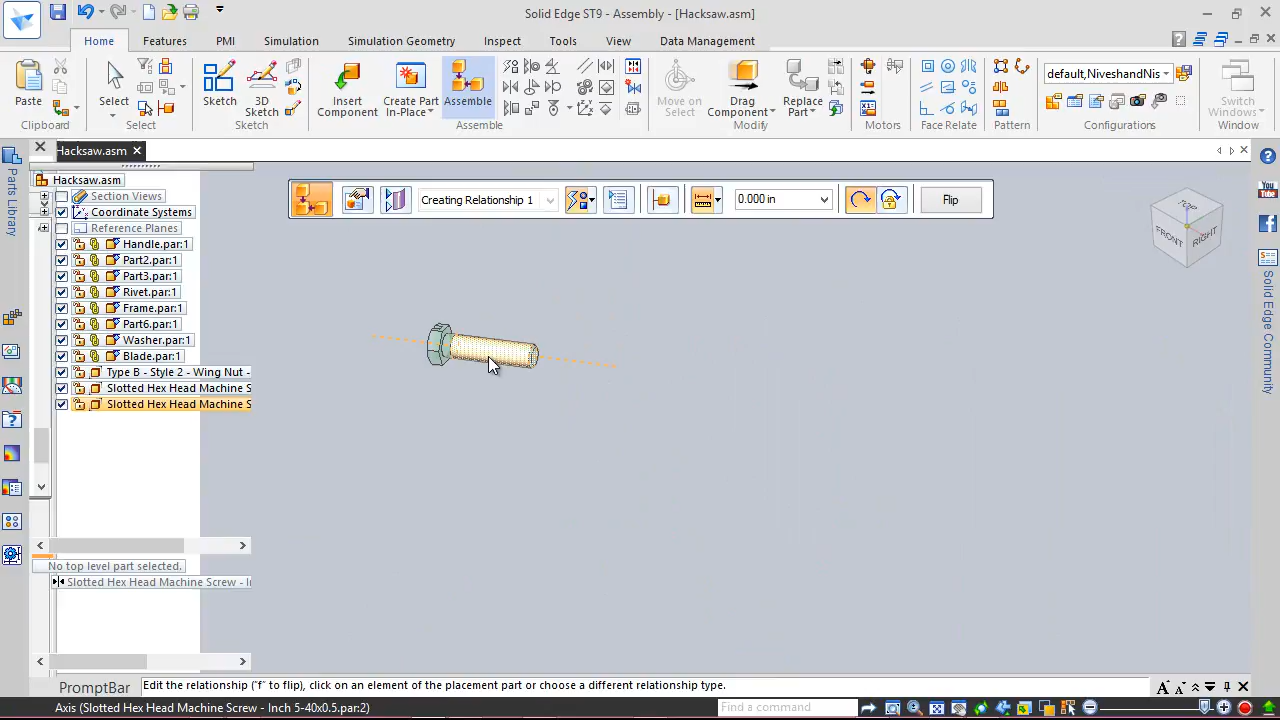 Solid Edge ST9 - Assembly - [Hacksaw.asm]
Home Features PMI Simulation Simulation Geometry Inspect Tools View Data Management
Paste
Clipboard
Select
Select
Sketch
3D Sketch
Sketch
Insert Component
Create Part In-Place
Assemble
Assemble
Move on Select
Drag Component
Replace Part
Modify
Motors
Face Relate
Pattern
default,NiveshandNis
Configurations
Switch Windows
Window
Hacksaw.asm
Parts Library
Hacksaw.asm
Section Views
Coordinate Systems
Reference Planes
Handle.par:1
Part2.par:1
Part3.par:1
Rivet.par:1
Frame.par:1
Part6.par:1
Washer.par:1
Blade.par:1
Type B - Style 2 - Wing Nut -
Slotted Hex Head Machine S
Slotted Hex Head Machine S
Creating Relationship 1
0.000 in
Flip
TOP
FRONT
RIGHT
You Tube
Solid Edge Community
No top level part selected.
Slotted Hex Head Machine Screw - I
PromptBar
Edit the relationship ("f" to flip), click on an element of the placement part or choose a different relationship type.
Axis (Slotted Hex Head Machine Screw - Inch 5-40x0.5.par:2)
Find a command